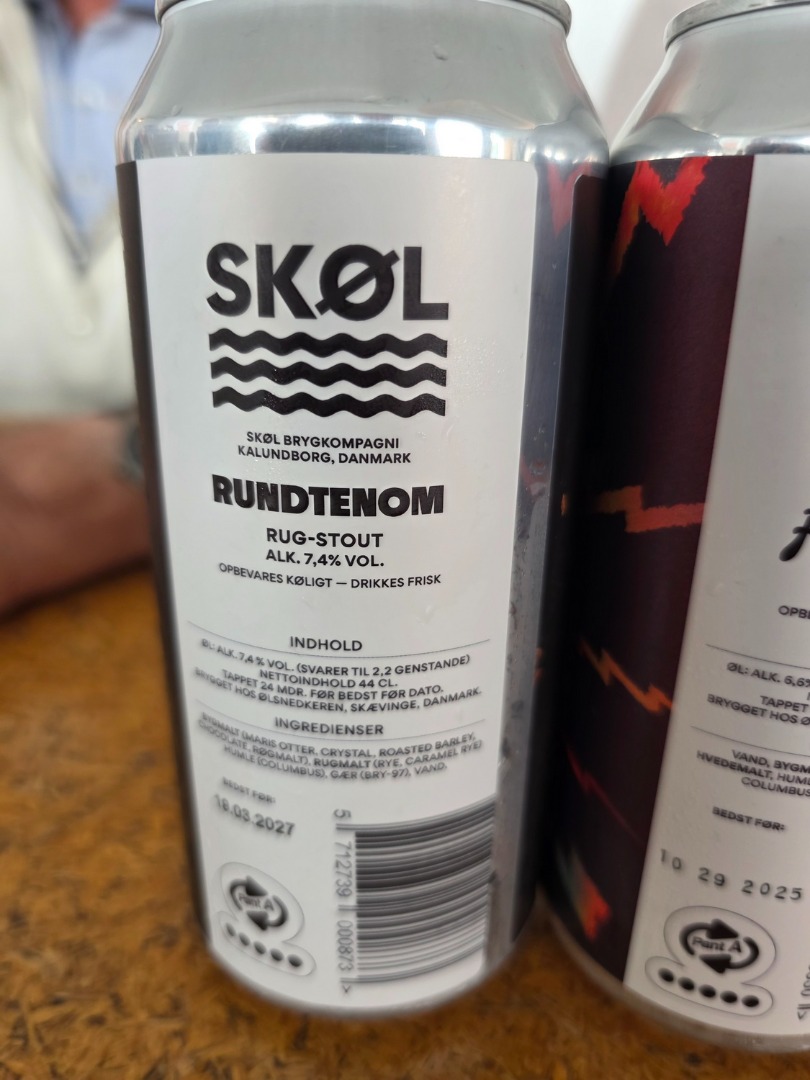 SKØL
SKØL BRYGKOMPAGNI
KALUNDBORG, DANMARK
RUNDTENOM
RUG-STOUT
ALK. 7,4% VOL.
OPBEVARES KØLIGT — DRIKKES FRISK
INDHOLD
ØL: ALK. 7,4 % VOL. (SVARER TIL 2,2 GENSTANDE)
NETTOINDHOLD 44 CL.
TAPPET 24 MDR. FØR BEDST FØR DATO.
BRYGGET HOS ØLSNEDKEREN, SKÆVINGE, DANMARK.
INGREDIENSER
BYGMALT (MARIS OTTER, CRYSTAL, ROASTED BARLEY,
CHOCOLATE, RØGMALT), RUGMALT (RYE, CARAMEL RYE)
HUMLE (COLUMBUS), GÆR (BRY-97), VAND.
BEDST FØR:
18.03.2027
5 712739 000873 >
Pant A
ØL: ALK. 6,6%
TAPPET
BRYGGET HOS
VAND, BYGM
HVEDEMALT, HUML
COLUMBUS
BEDST FØR:
10 29 2025
Pant A